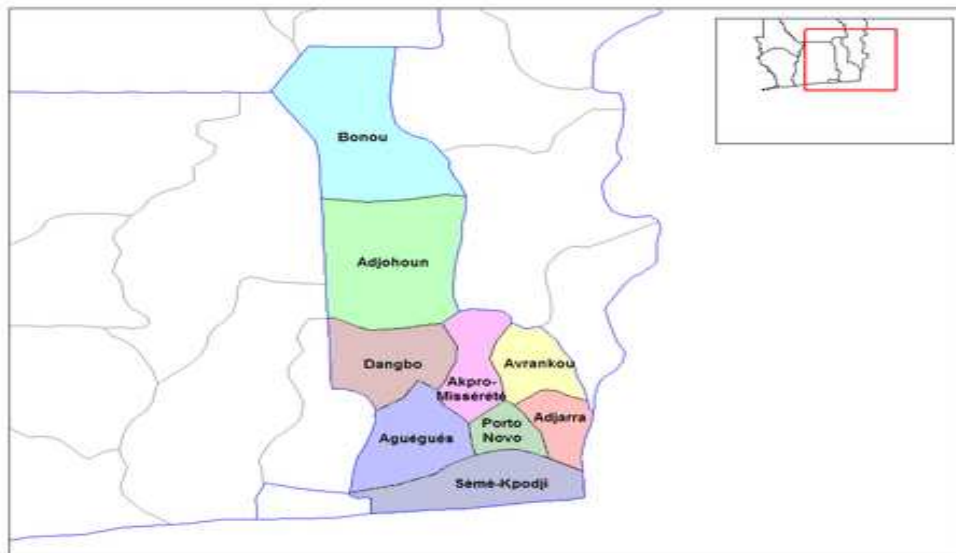 Bonou
Adjohoun
Dangbo
Akpro-
Missérété
Avrankou
Adjarra
Porto
Novo
Aguégués
Sèmè-Kpodji